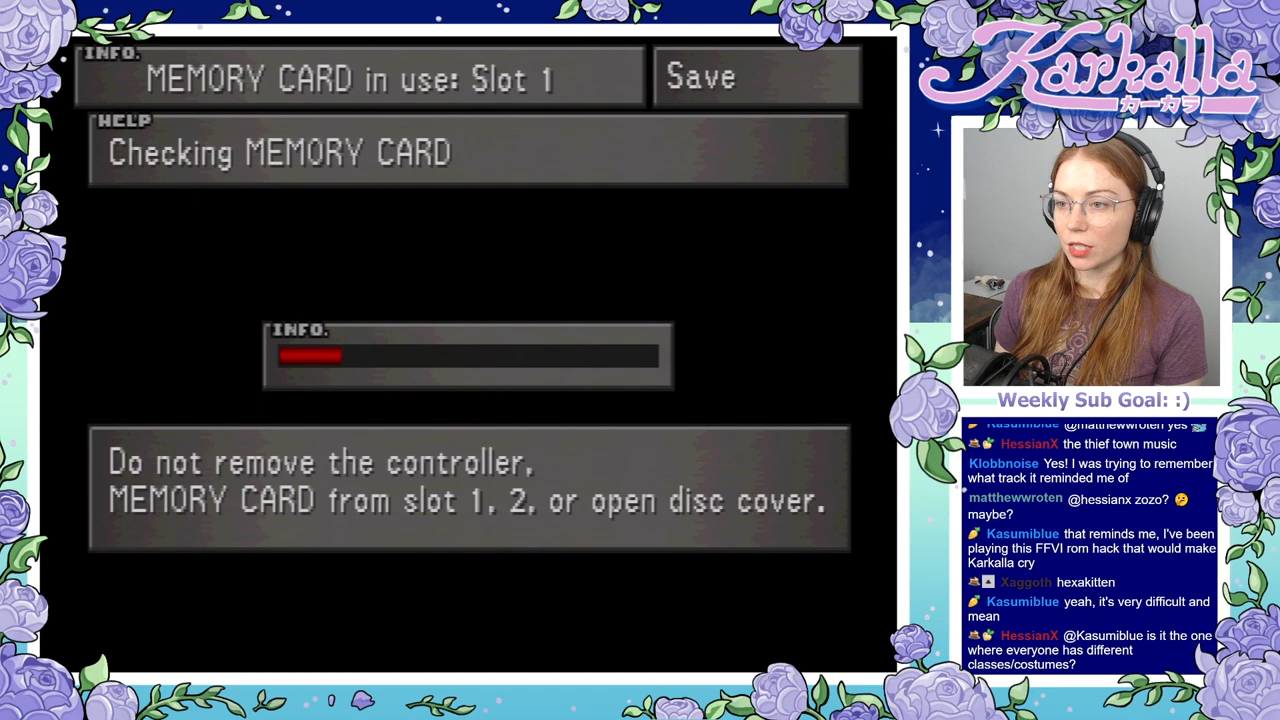 INFO.
MEMORY CARD in use: Slot 1
Save
HELP
Checking MEMORY CARD
INFO.
Do not remove the controller,
MEMORY CARD from slot 1, 2, or open disc cover.
Karkalla
カーカラ
Weekly Sub Goal: :)
Kasumiblue @matthewwroten yes
HessianX the thief town music
Klobbnoise Yes! I was trying to remember
what track it reminded me of
matthewwroten @hessianx zozo?
maybe?
Kasumiblue that reminds me, I've been
playing this FFVI rom hack that would make
Karkalla cry
Xaggoth hexakitten
Kasumiblue yeah, it's very difficult and
mean
HessianX @Kasumiblue is it the one
where everyone has different
classes/costumes?